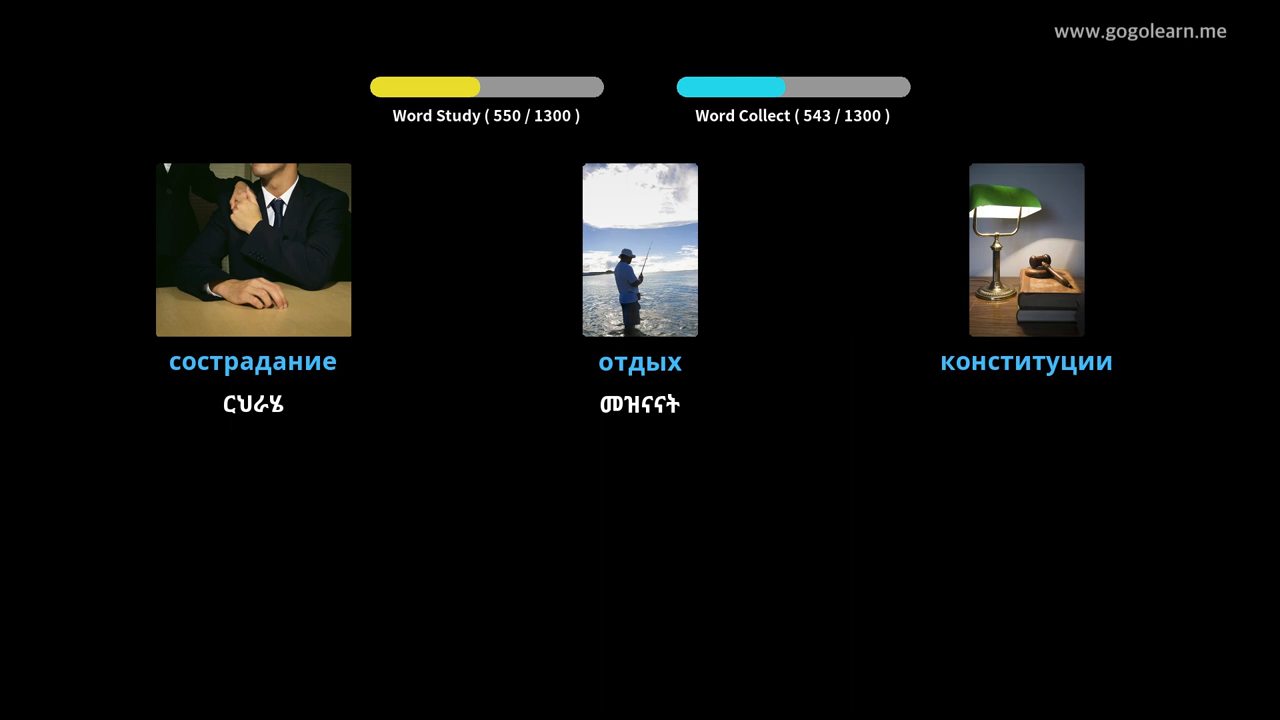 www.gogolearn.me
Word Study ( 550 / 1300 )
Word Collect ( 543 / 1300 )
сострадание
отдых
конституции
ርህራሄ
መዝናናት